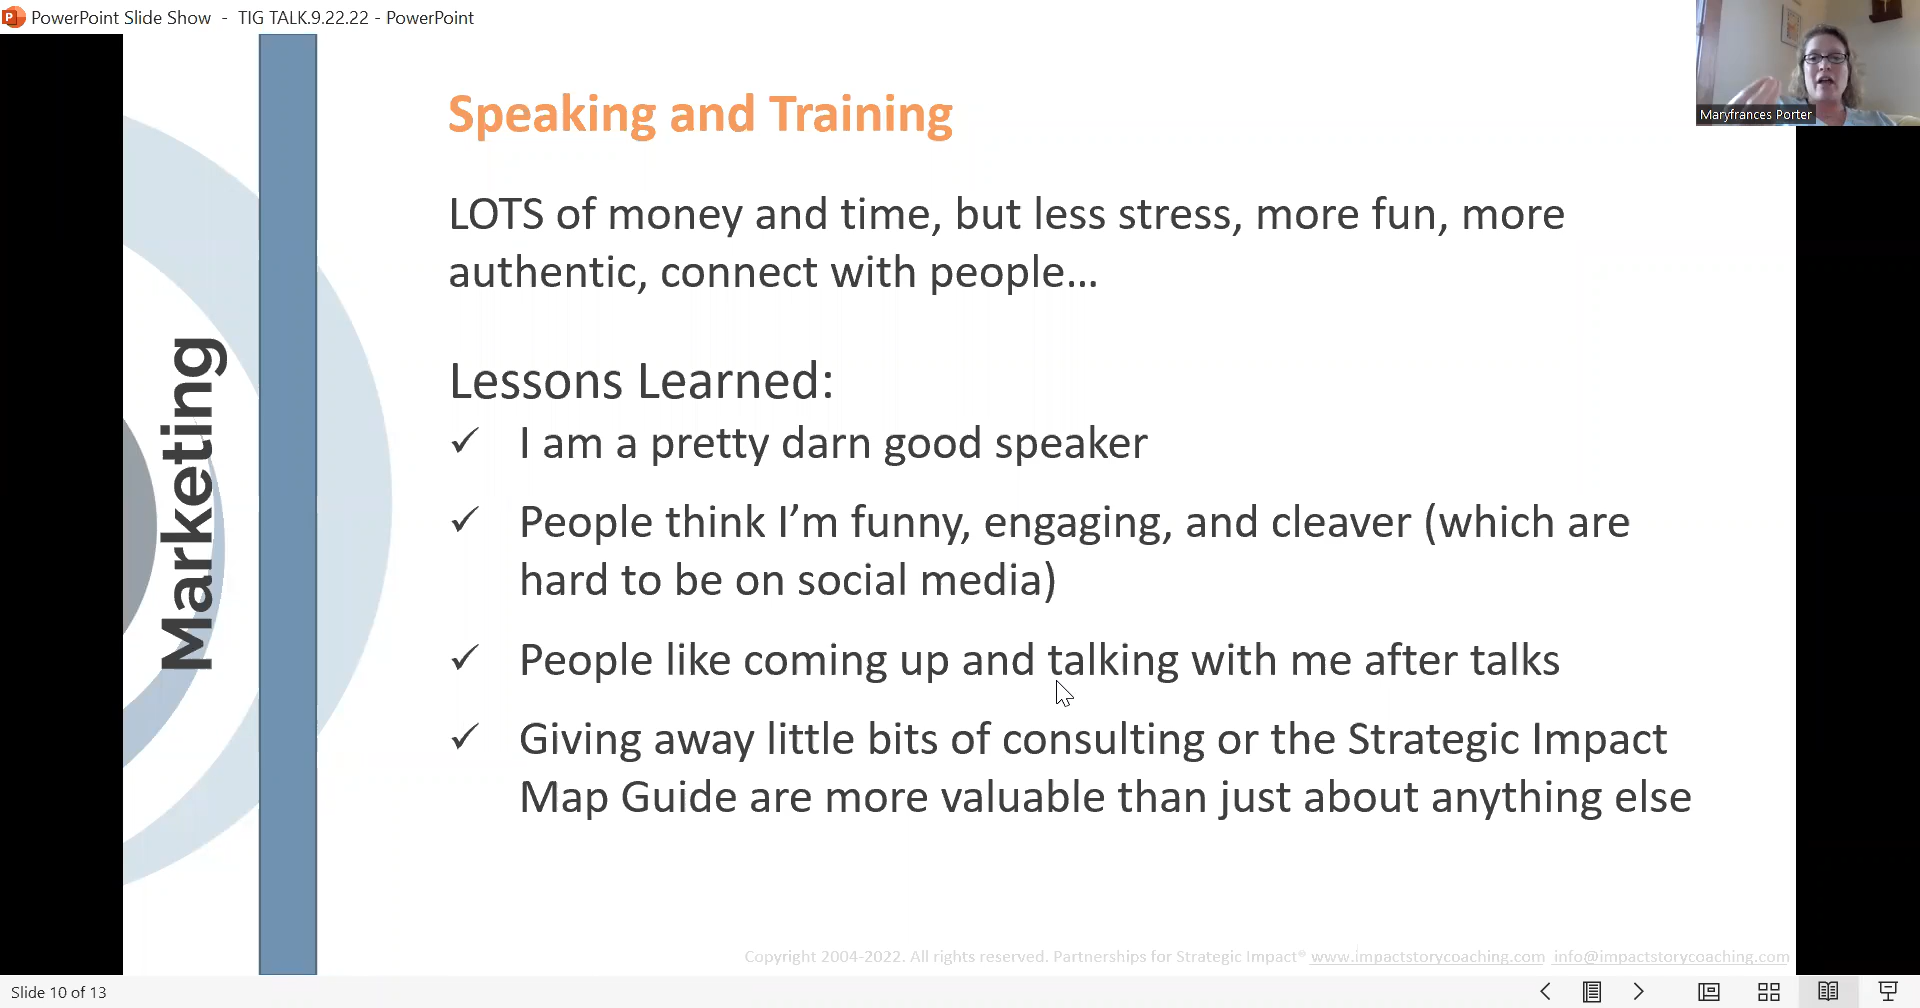 PowerPoint Slide Show - TIG TALK.9.22.22 - PowerPoint
Maryfrances Porter
Speaking and Training
LOTS of money and time, but less stress, more fun, more
authentic, connect with people…
Marketing
Lessons Learned:
✓ I am a pretty darn good speaker
✓ People think I’m funny, engaging, and cleaver (which are
hard to be on social media)
✓ People like coming up and talking with me after talks
✓ Giving away little bits of consulting or the Strategic Impact
Map Guide are more valuable than just about anything else
Copyright 2004-2022. All rights reserved. Partnerships for Strategic Impact® www.impactstorycoaching.com info@impactstorycoaching.com
Slide 10 of 13